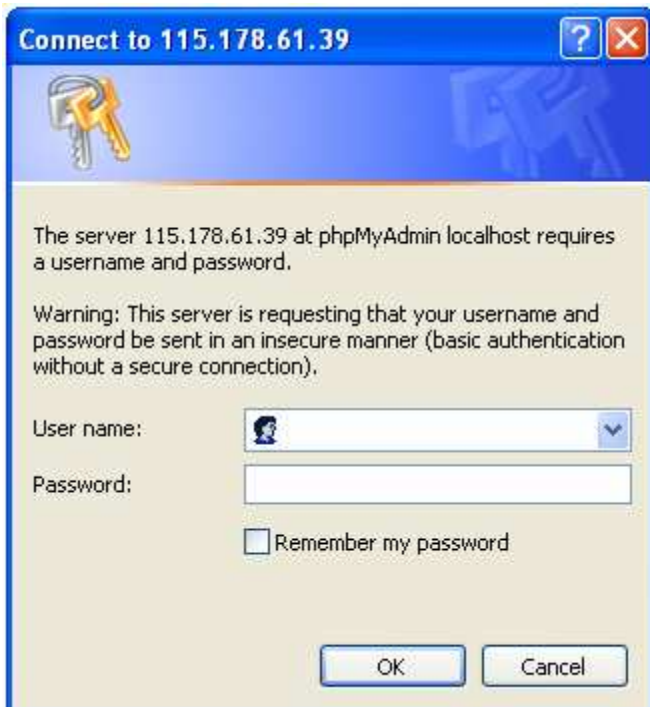 Connect to 115.178.61.39
The server 115.178.61.39 at phpMyAdmin localhost requires
a username and password.
Warning: This server is requesting that your username and
password be sent in an insecure manner (basic authentication
without a secure connection).
User name:
Password:
Remember my password
OK Cancel